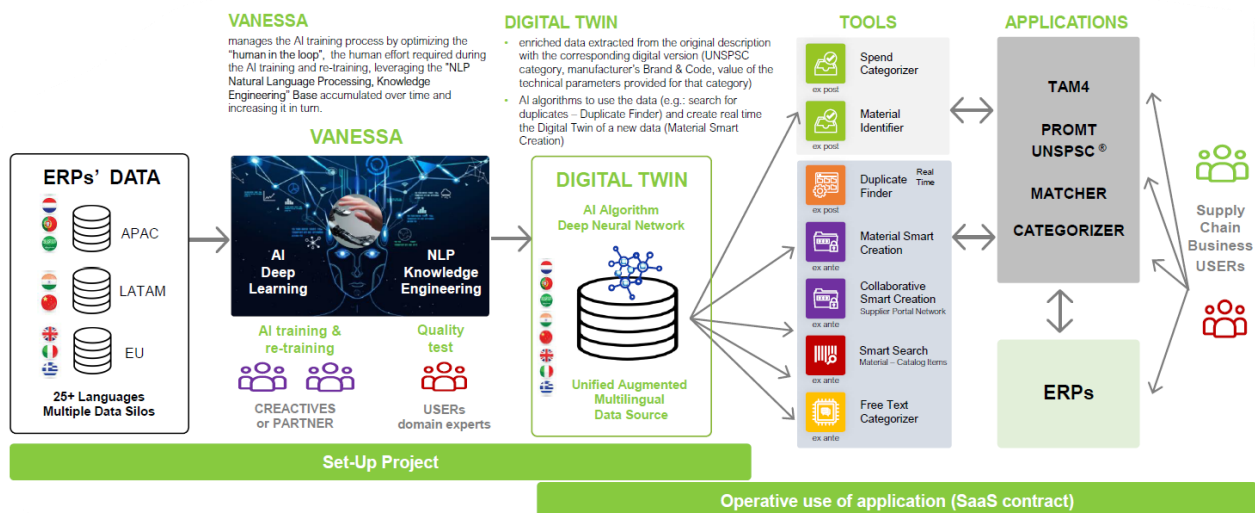 VANESSA
manages the AI training process by optimizing the
"human in the loop", the human effort required during
the AI training and re-training, leveraging the "NLP
Natural Language Processing, Knowledge
Engineering" Base accumulated over time and
increasing it in turn.
DIGITAL TWIN
• enriched data extracted from the original description
with the corresponding digital version (UNSPSC
category, manufacturer's Brand & Code, value of the
technical parameters provided for that category)
• AI algorithms to use the data (e.g.: search for
duplicates – Duplicate Finder) and create real time
the Digital Twin of a new data (Material Smart
Creation)
ERPs' DATA
APAC
LATAM
EU
25+ Languages
Multiple Data Silos
VANESSA
AI
Deep
Learning
NLP
Knowledge
Engineering
AI training &
re-training
Quality
test
CREACTIVES
or PARTNER
USERs
domain experts
DIGITAL TWIN
AI Algorithm
Deep Neural Network
Unified Augmented
Multilingual
Data Source
TOOLS
Spend
Categorizer
ex post
Material
Identifier
ex post
Duplicate
Finder
Real
Time
ex post
Material Smart
Creation
ex ante
Collaborative
Smart Creation
Supplier Portal Network
ex ante
Smart Search
Material – Catalog Items
ex ante
Free Text
Categorizer
ex ante
APPLICATIONS
TAM4
PROMT
UNSPSC ®
MATCHER
CATEGORIZER
ERPs
Supply
Chain
Business
USERs
Set-Up Project
Operative use of application (SaaS contract)